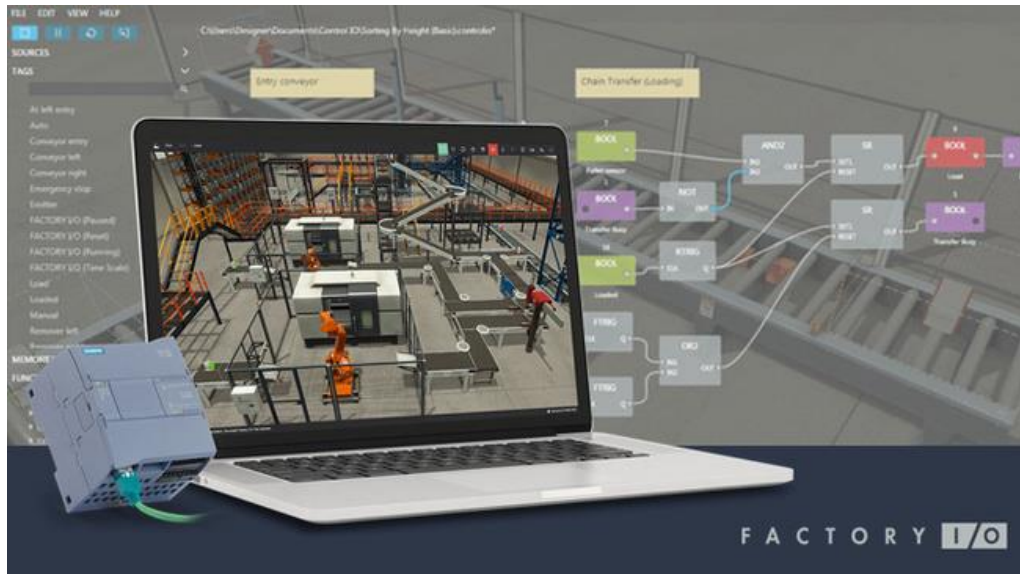 FILE EDIT VIEW HELP
C:\Users\Designer\Documents\Control IO\Sorting By Height (Basic).controlio*
SOURCES
TAGS
At left entry
Auto
Conveyor entry
Conveyor left
Conveyor right
Emergency stop
Emitter
FACTORY I/O (Paused)
FACTORY I/O (Reset)
FACTORY I/O (Running)
FACTORY I/O (Time Scale)
Load
Loaded
Manual
Remover left
Entry conveyor
Chain Transfer (Loading)
BOOL
Pallet sensor
BOOL
Transfer Busy
NOT
IN OUT
AND2
IN1
IN2
OUT
SR
SET1
RESET
OUT
BOOL
Load
SR
SET1
RESET
OUT
BOOL
Transfer Busy
BOOL
Loaded
RTRIG
CLK Q
FTRIG
CLK Q
FTRIG
Q
OR2
IN1
IN2
OUT
SIEMENS
FACTORY I/O